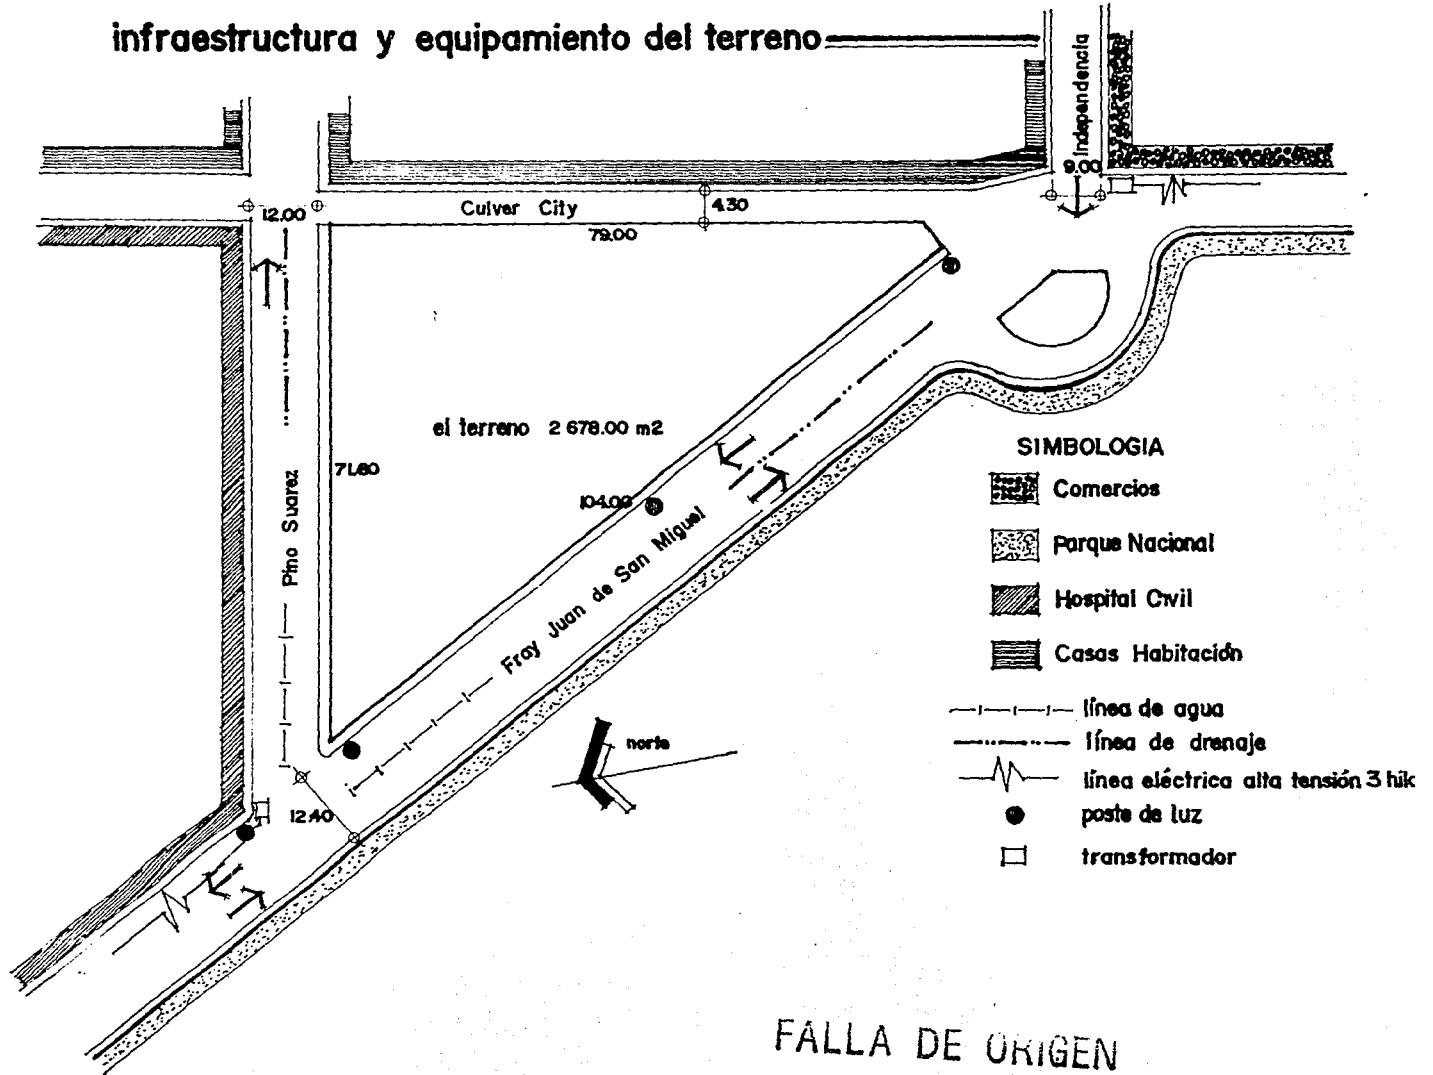 infraestructura y equipamiento del terreno
Independencia
9.00
12.00
Culver City
4.30
79.00
el terreno 2 678.00 m2
71.80
Pino Suarez
104.00
Fray Juan de San Miguel
norte
12.40
SIMBOLOGIA
Comercios
Parque Nacional
Hospital Civil
Casas Habitación
línea de agua
línea de drenaje
línea eléctrica alta tensión 3 hik
poste de luz
transformador
FALLA DE ORIGEN